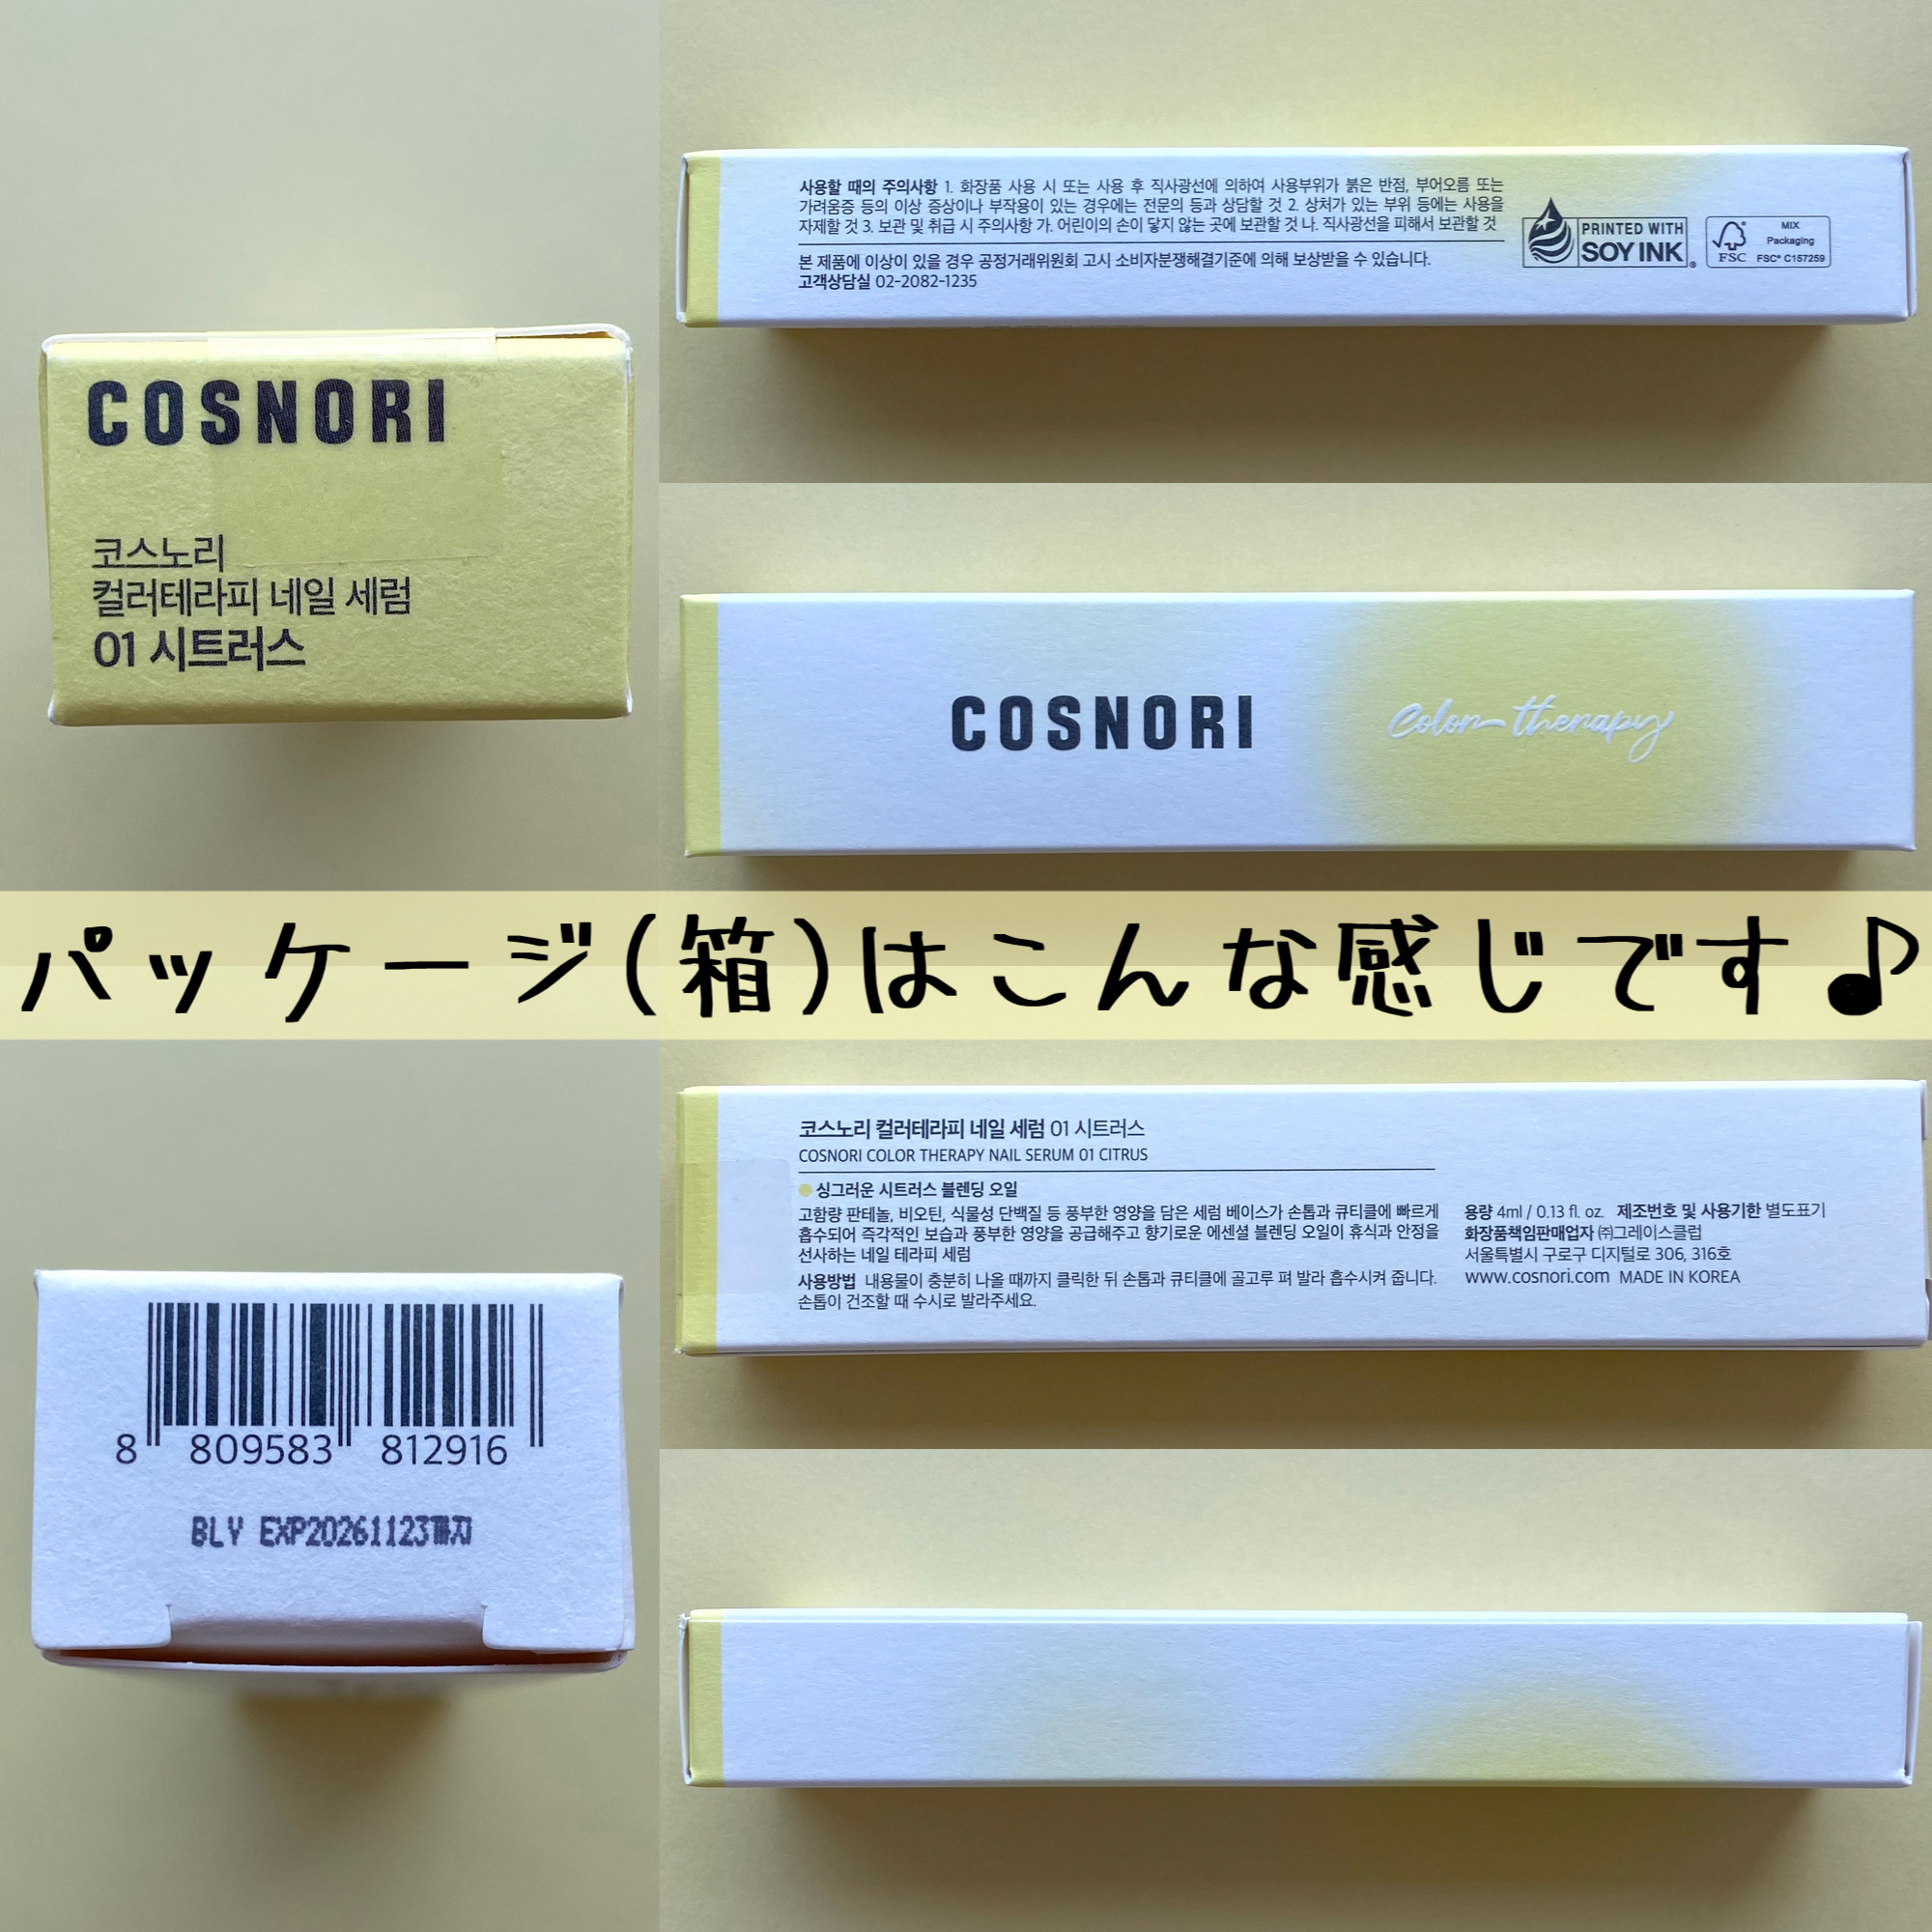 COSNORI
코스노리
컬러테라피 네일 세럼
01 시트러스
사용할 때의 주의사항 1. 화장품 사용 시 또는 사용 후 직사광선에 의하여 사용부위가 붉은 반점, 부어오름 또는
가려움증 등의 이상 증상이나 부작용이 있는 경우에는 전문의 등과 상담할 것 2. 상처가 있는 부위 등에는 사용을
자제할 것 3. 보관 및 취급 시 주의사항 가. 어린이의 손이 닿지 않는 곳에 보관할 것 나. 직사광선을 피해서 보관할 것
본 제품에 이상이 있을 경우 공정거래위원회 고시 소비자분쟁해결기준에 의해 보상받을 수 있습니다.
고객상담실 02-2082-1235
PRINTED WITH
SOY INK®
FSC®
MIX
Packaging
FSC® C157259
COSNORI
Color therapy
パッケージ(箱)はこんな感じです♪
코스노리 컬러테라피 네일 세럼 01 시트러스
COSNORI COLOR THERAPY NAIL SERUM 01 CITRUS
싱그러운 시트러스 블렌딩 오일
고함량 판테놀, 비오틴, 식물성 단백질 등 풍부한 영양을 담은 세럼 베이스가 손톱과 큐티클에 빠르게
흡수되어 즉각적인 보습과 풍부한 영양을 공급해주고 향기로운 에센셜 블렌딩 오일이 휴식과 안정을
선사하는 네일 테라피 세럼
사용방법 내용물이 충분히 나올 때까지 클릭한 뒤 손톱과 큐티클에 골고루 펴 발라 흡수시켜 줍니다.
손톱이 건조할 때 수시로 발라주세요.
용량 4ml / 0.13 fl. oz. 제조번호 및 사용기한 별도표기
화장품책임판매업자 ㈜그레이스클럽
서울특별시 구로구 디지털로 306, 316호
www.cosnori.com MADE IN KOREA
8 809583 812916
BLY EXP20261123까지